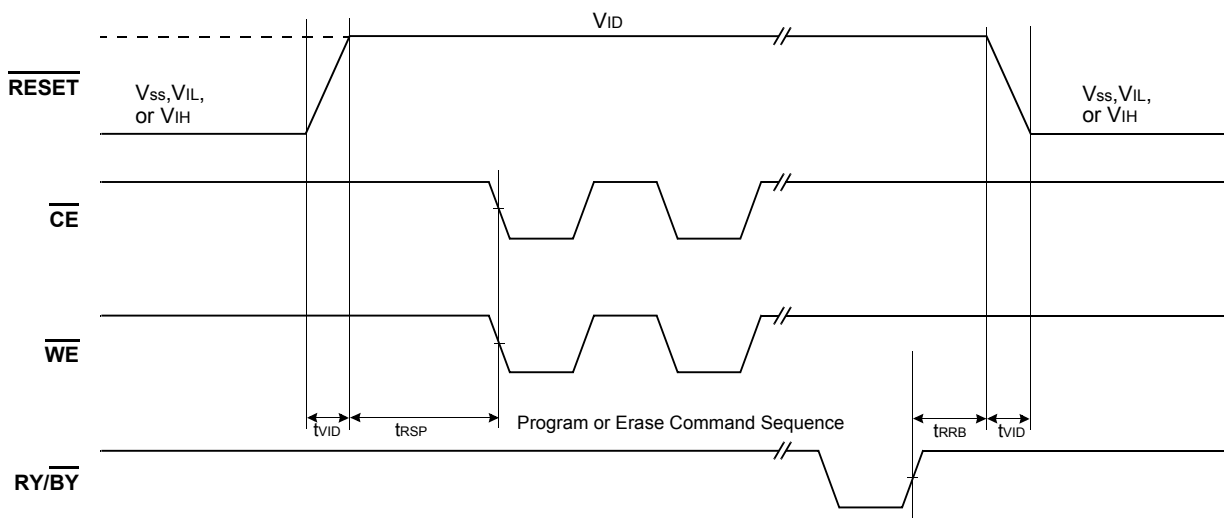 VID
RESET
Vss,VIL,
or VIH
Vss,VIL,
or VIH
CE
WE
tVID
tRSP
Program or Erase Command Sequence
tRRB
tVID
RY/BY